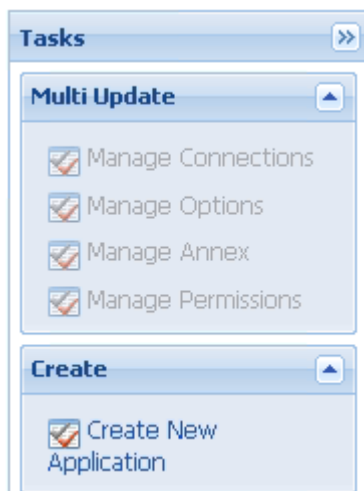 Tasks
Multi Update
Manage Connections
Manage Options
Manage Annex
Manage Permissions
Create
Create New
Application